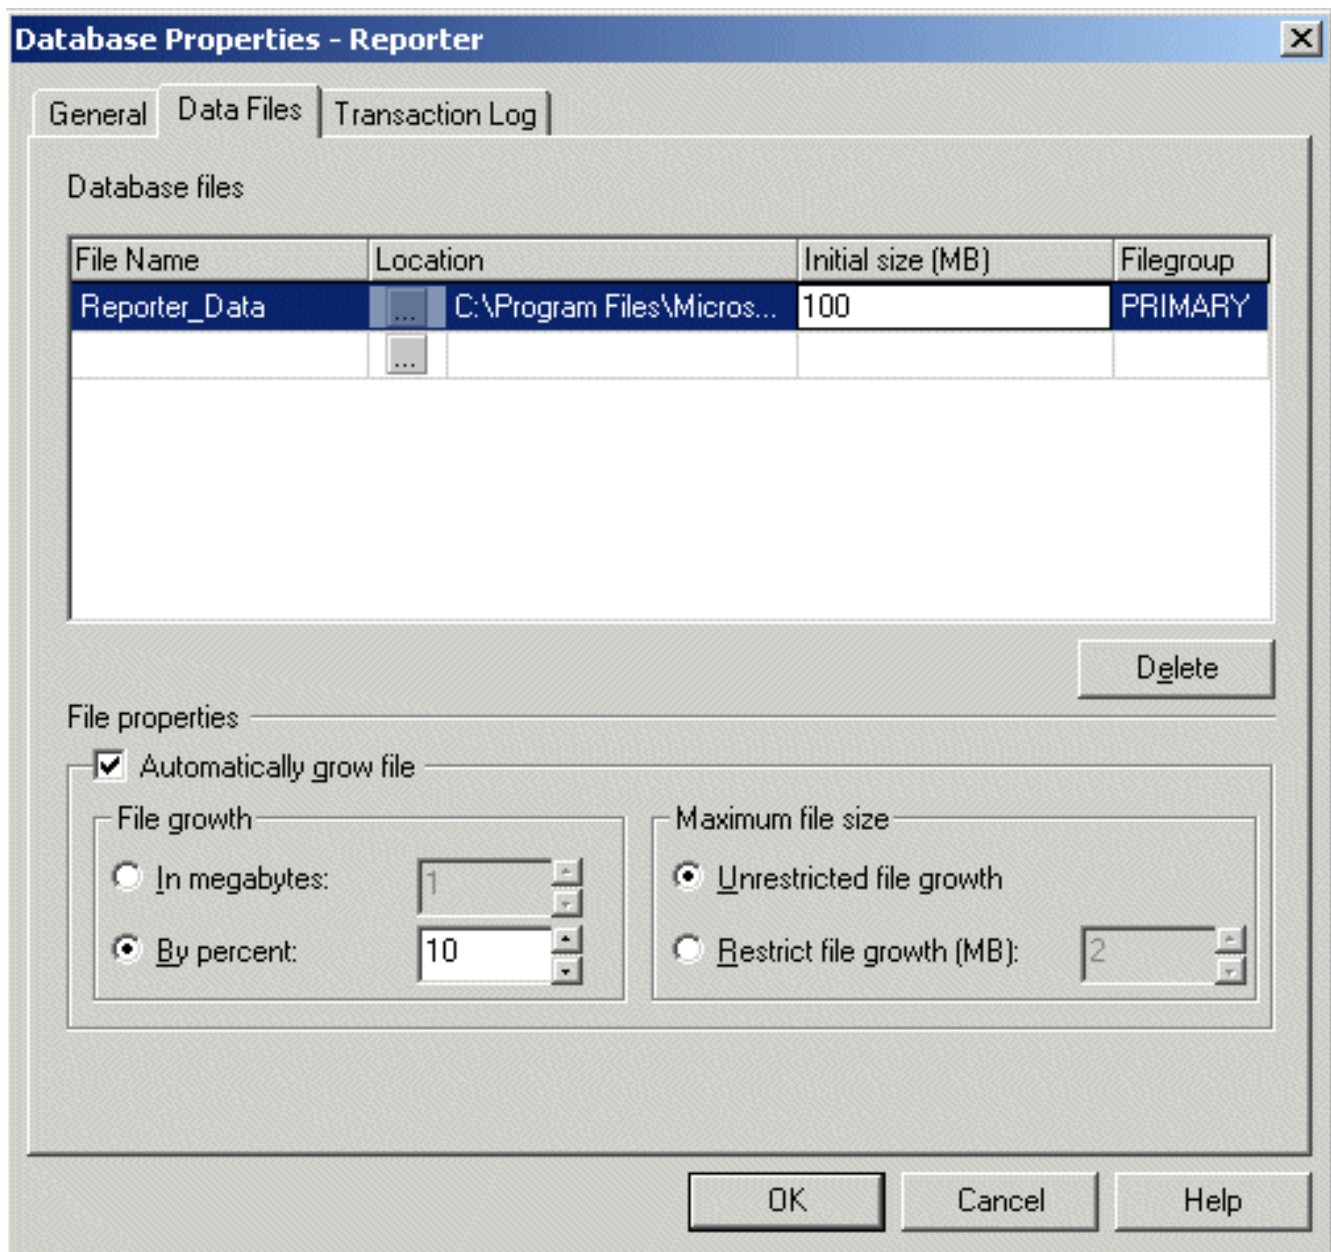 Database Properties - Reporter
General Data Files Transaction Log
Database files
File Name Location Initial size (MB) Filegroup
Reporter_Data ... C:\Program Files\Micros... 100 PRIMARY
...
Delete
File properties
Automatically grow file
File growth Maximum file size
In megabytes: 1 Unrestricted file growth
By percent: 10 Restrict file growth (MB): 2
OK Cancel Help